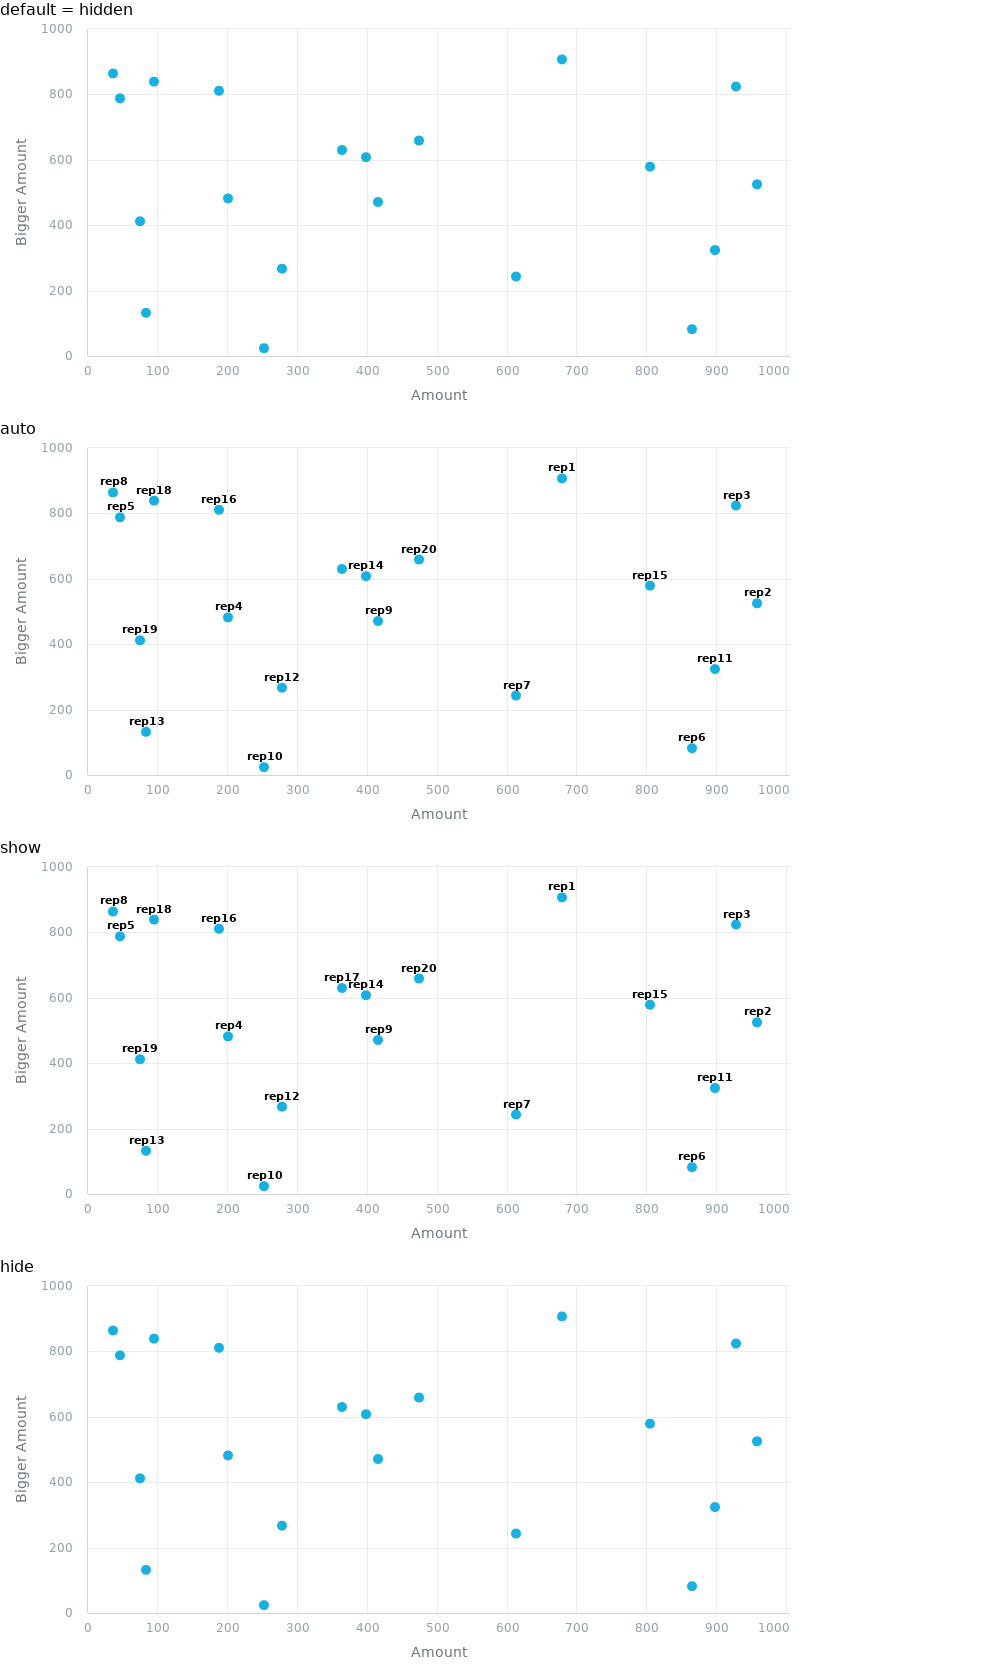 default = hidden
1000
800
600
400
200
0
Bigger Amount
0 100 200 300 400 500 600 700 800 900 1000
Amount
auto
1000
800
600
400
200
0
Bigger Amount
rep1
rep8
rep18
rep3
rep16
rep5
rep20
rep14
rep15
rep2
rep4
rep9
rep19
rep11
rep12
rep7
rep13
rep6
rep10
0 100 200 300 400 500 600 700 800 900 1000
Amount
show
1000
800
600
400
200
0
Bigger Amount
rep1
rep8
rep18
rep3
rep16
rep5
rep20
rep17
rep14
rep15
rep2
rep4
rep9
rep19
rep11
rep12
rep7
rep13
rep6
rep10
0 100 200 300 400 500 600 700 800 900 1000
Amount
hide
1000
800
600
400
200
0
Bigger Amount
0 100 200 300 400 500 600 700 800 900 1000
Amount